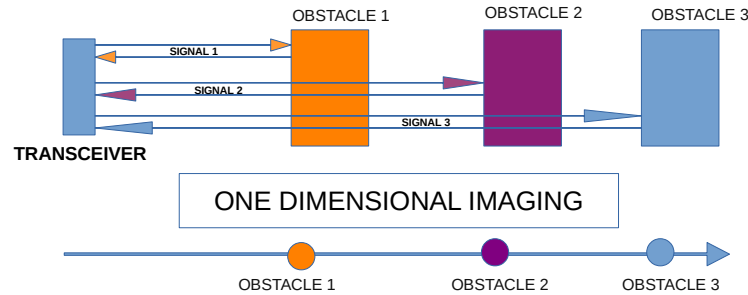 OBSTACLE 1
OBSTACLE 2
OBSTACLE 3
SIGNAL 1
SIGNAL 2
SIGNAL 3
TRANSCEIVER
ONE DIMENSIONAL IMAGING
OBSTACLE 1
OBSTACLE 2
OBSTACLE 3